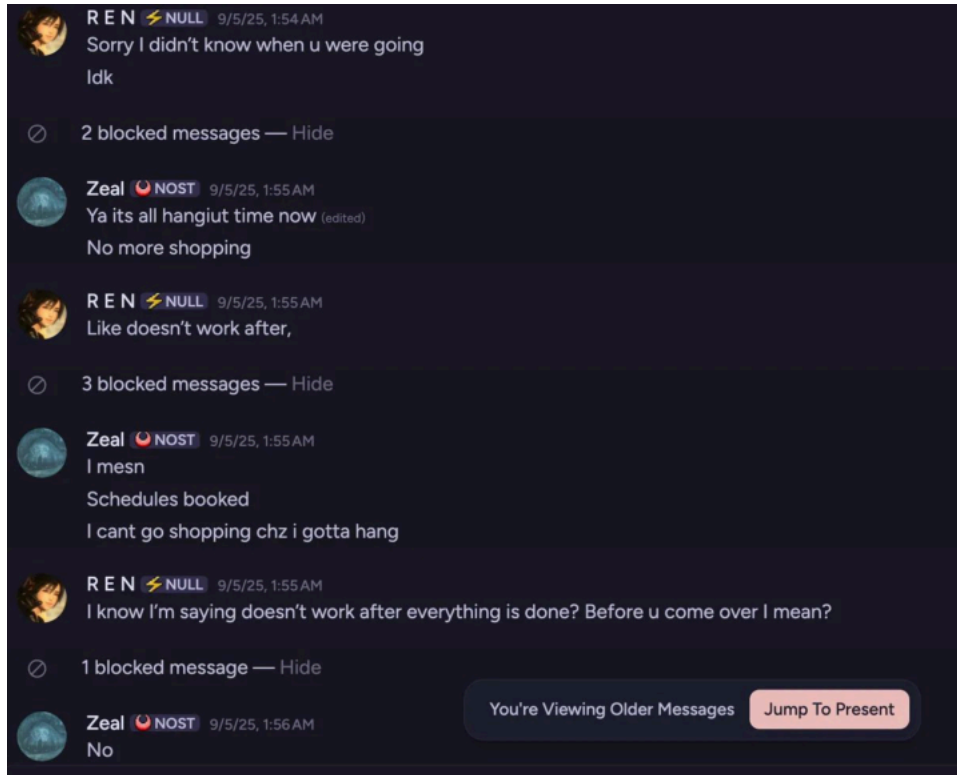 R E N ⚡ NULL 9/5/25, 1:54 AM
Sorry I didn’t know when u were going
Idk
2 blocked messages — Hide
Zeal NOST 9/5/25, 1:55 AM
Ya its all hangiut time now (edited)
No more shopping
R E N ⚡ NULL 9/5/25, 1:55 AM
Like doesn’t work after,
3 blocked messages — Hide
Zeal NOST 9/5/25, 1:55 AM
I mesn
Schedules booked
I cant go shopping chz i gotta hang
R E N ⚡ NULL 9/5/25, 1:55 AM
I know I’m saying doesn’t work after everything is done? Before u come over I mean?
1 blocked message — Hide
You're Viewing Older Messages Jump To Present
Zeal NOST 9/5/25, 1:56 AM
No